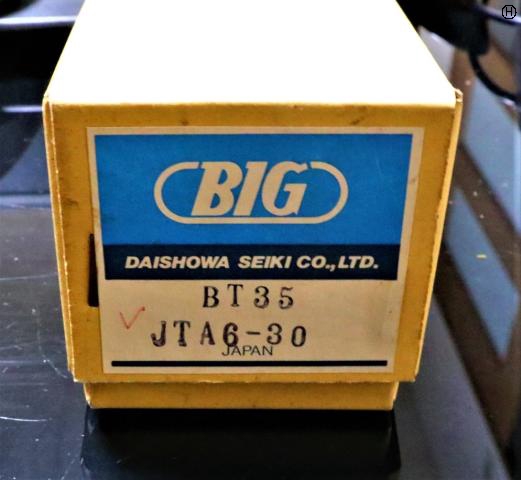 Ⓗ
BIG
DAISHOWA SEIKI CO.,LTD.
BT35
JTA6-30
JAPAN